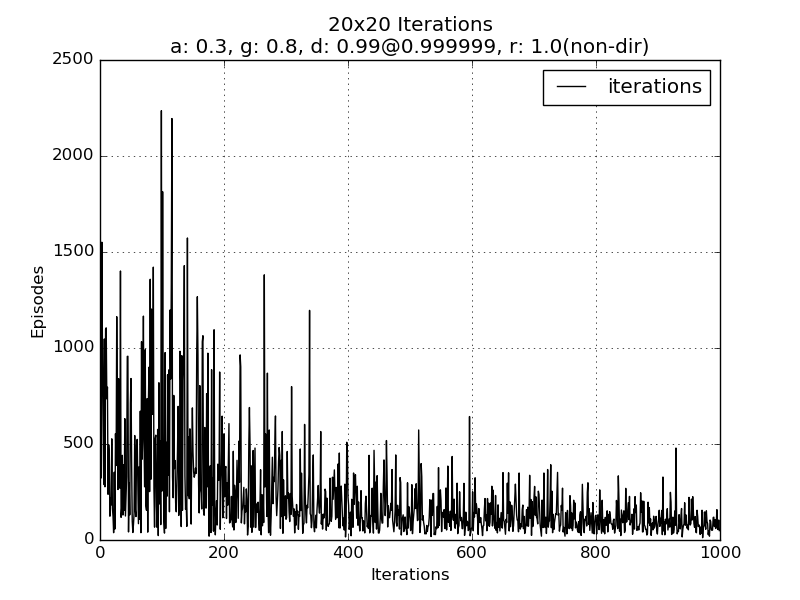 20x20 Iterations
a: 0.3, g: 0.8, d: 0.99@0.999999, r: 1.0(non-dir)
iterations
2500
2000
1500
1000
500
0
Episodes
0 200 400 600 800 1000
Iterations